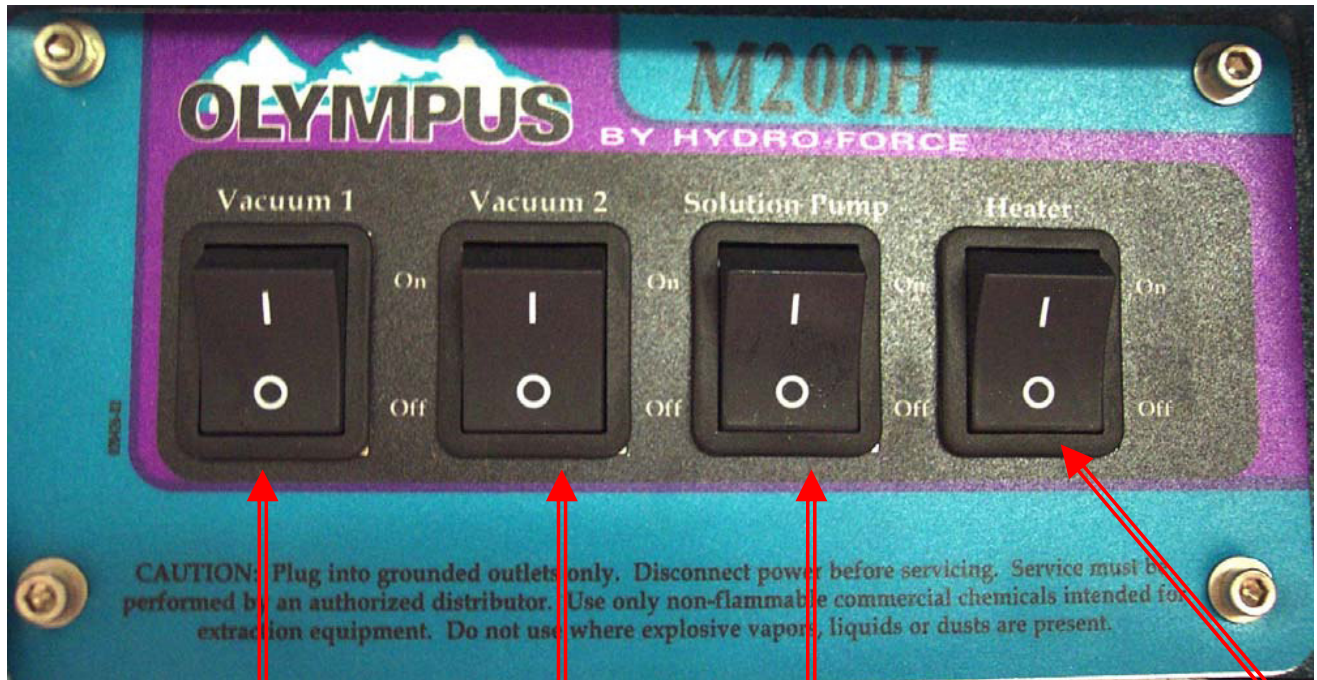 OLYMPUS
M200H
BY HYDRO-FORCE
Vacuum 1 Vacuum 2 Solution Pump Heater
On On On On
I I I I
O O O O
Off Off Off Off
CAUTION: Plug into grounded outlets only. Disconnect power before servicing. Service must be
performed by an authorized distributor. Use only non-flammable commercial chemicals intended for
extraction equipment. Do not use where explosive vapors, liquids or dusts are present.